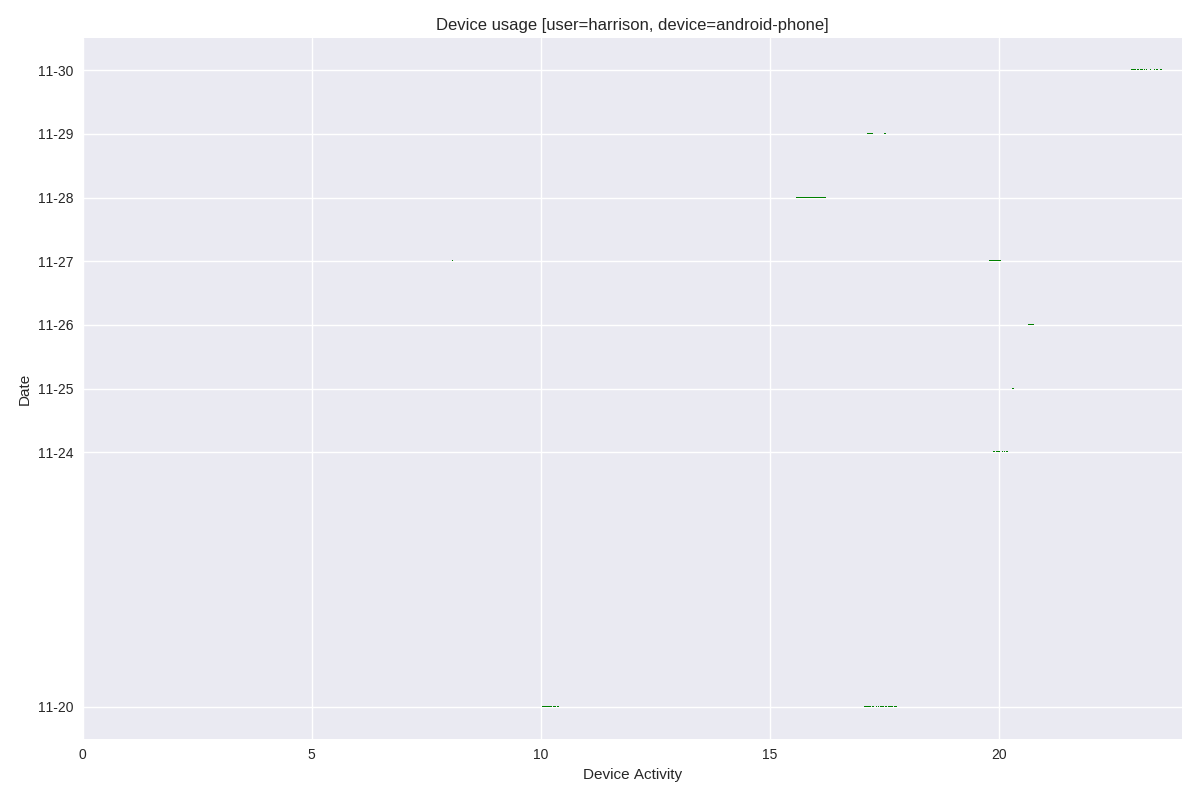 Device usage [user=harrison, device=android-phone]
11-30
11-29
11-28
11-27
11-26
11-25
11-24
11-20
Date
0 5 10 15 20
Device Activity